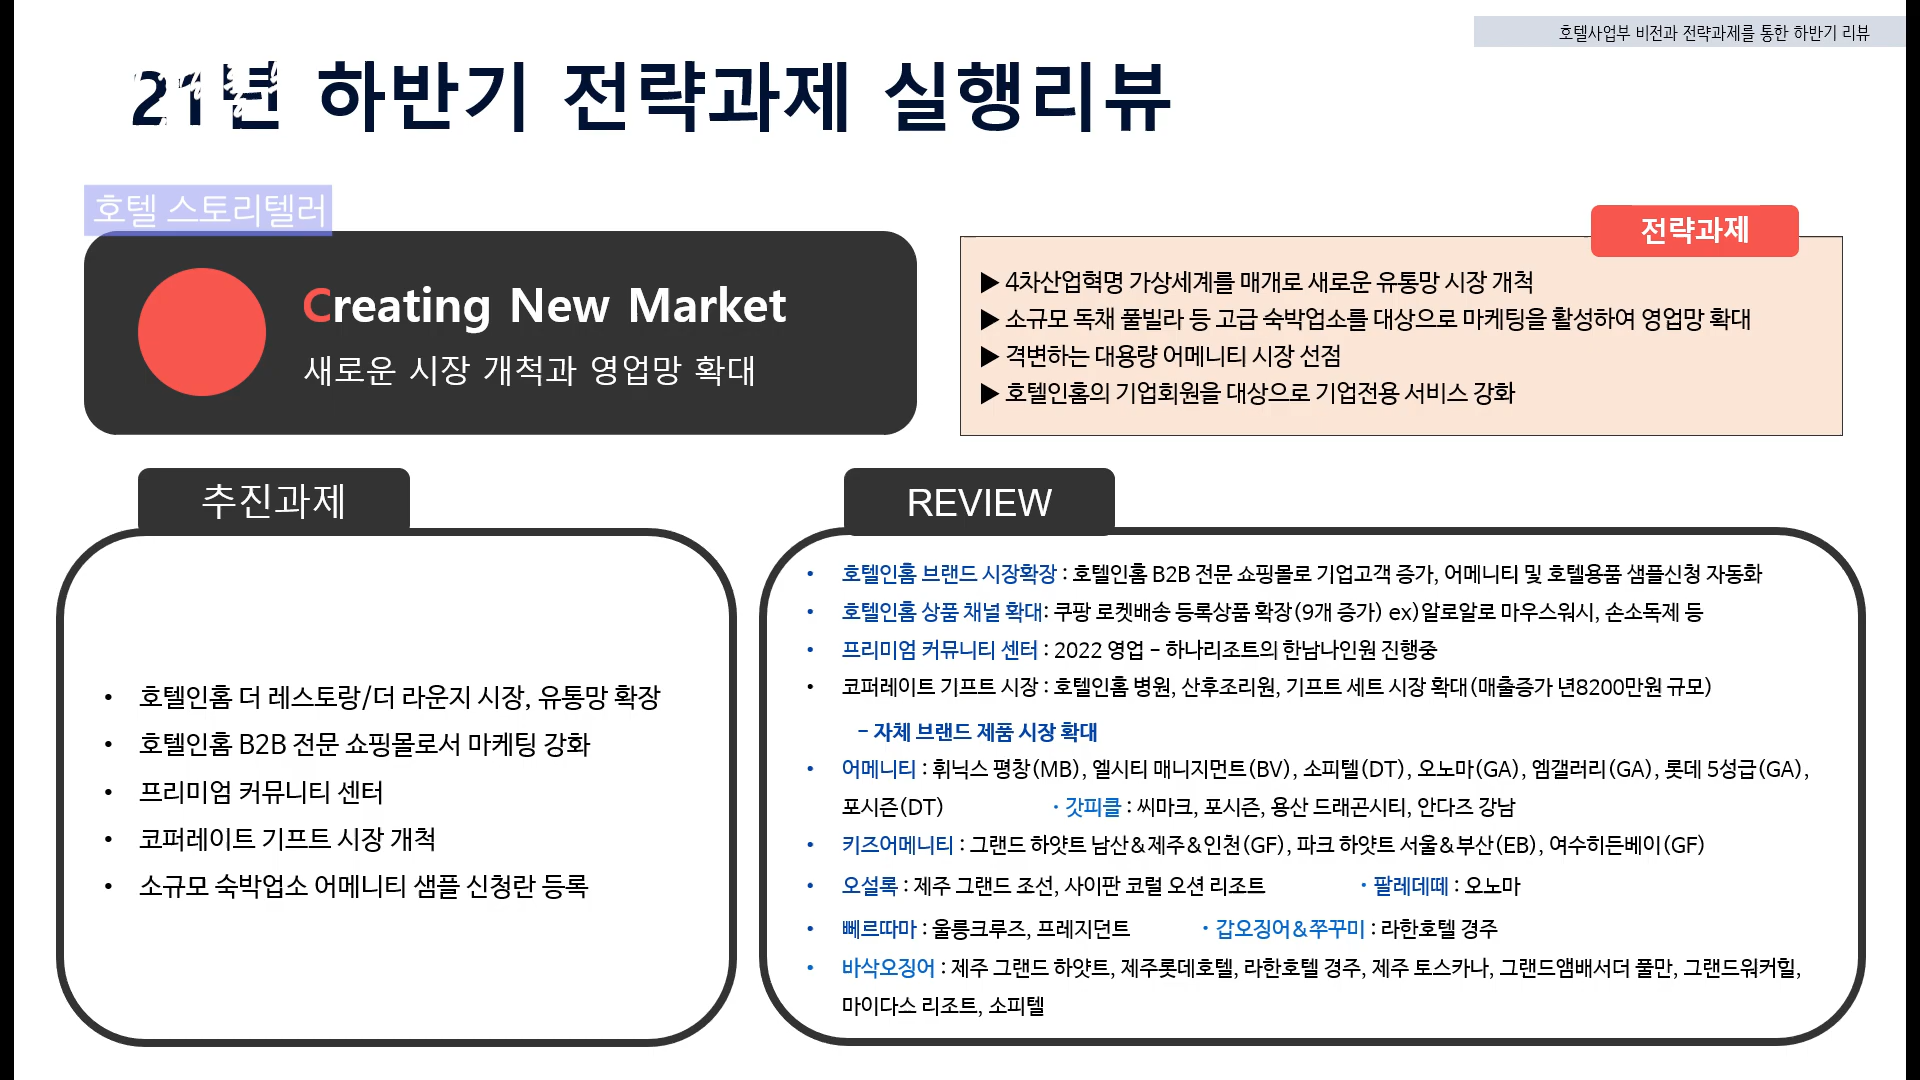 호텔사업부 비전과 전략과제를 통한 하반기 리뷰
21년 하반기 전략과제 실행리뷰
호텔 스토리텔러
Creating New Market
새로운 시장 개척과 영업망 확대
전략과제
▶ 4차산업혁명 가상세계를 매개로 새로운 유통망 시장 개척
▶ 소규모 독채 풀빌라 등 고급 숙박업소를 대상으로 마케팅을 활성하여 영업망 확대
▶ 격변하는 대용량 어메니티 시장 선점
▶ 호텔인홈의 기업회원을 대상으로 기업전용 서비스 강화
추진과제
• 호텔인홈 더 레스토랑/더 라운지 시장, 유통망 확장
• 호텔인홈 B2B 전문 쇼핑몰로서 마케팅 강화
• 프리미엄 커뮤니티 센터
• 코퍼레이트 기프트 시장 개척
• 소규모 숙박업소 어메니티 샘플 신청란 등록
REVIEW
• 호텔인홈 브랜드 시장확장 : 호텔인홈 B2B 전문 쇼핑몰로 기업고객 증가, 어메니티 및 호텔용품 샘플신청 자동화
• 호텔인홈 상품 채널 확대: 쿠팡 로켓배송 등록상품 확장(9개 증가) ex)알로알로 마우스워시, 손소독제 등
• 프리미엄 커뮤니티 센터 : 2022 영업 - 하나리조트의 한남나인원 진행중
• 코퍼레이트 기프트 시장 : 호텔인홈 병원, 산후조리원, 기프트 세트 시장 확대(매출증가 년8200만원 규모)
- 자체 브랜드 제품 시장 확대
• 어메니티 : 휘닉스 평창(MB), 엘시티 매니지먼트(BV), 소피텔(DT), 오노마(GA), 엠갤러리(GA), 롯데 5성급(GA),
포시즌(DT) · 갓피클 : 씨마크, 포시즌, 용산 드래곤시티, 안다즈 강남
• 키즈어메니티 : 그랜드 하얏트 남산&제주&인천(GF), 파크 하얏트 서울&부산(EB), 여수히든베이(GF)
• 오설록 : 제주 그랜드 조선, 사이판 코럴 오션 리조트 · 팔레데떼 : 오노마
• 뻬르따마 : 울릉크루즈, 프레지던트 · 갑오징어&쭈꾸미 : 라한호텔 경주
• 바삭오징어 : 제주 그랜드 하얏트, 제주롯데호텔, 라한호텔 경주, 제주 토스카나, 그랜드앰배서더 풀만, 그랜드워커힐,
마이다스 리조트, 소피텔